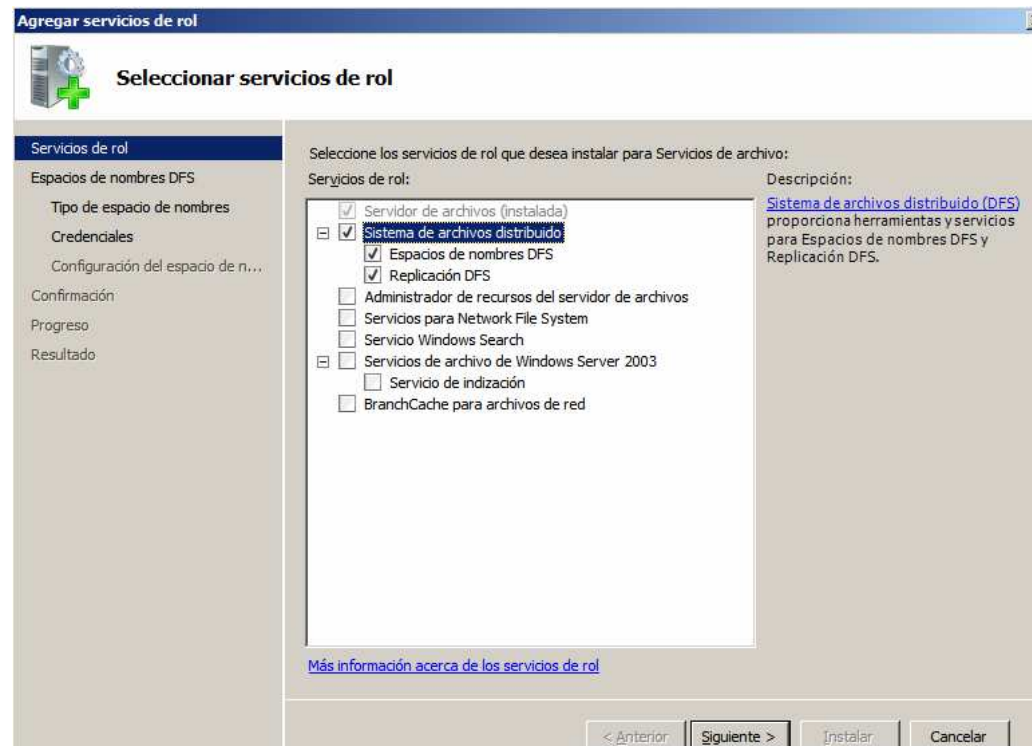 Agregar servicios de rol
Seleccionar servicios de rol
Servicios de rol
Espacios de nombres DFS
Tipo de espacio de nombres
Credenciales
Configuración del espacio de n...
Confirmación
Progreso
Resultado
Seleccione los servicios de rol que desea instalar para Servicios de archivo:
Servicios de rol:
Servidor de archivos (instalada)
Sistema de archivos distribuido
Espacios de nombres DFS
Replicación DFS
Administrador de recursos del servidor de archivos
Servicios para Network File System
Servicio Windows Search
Servicios de archivo de Windows Server 2003
Servicio de indización
BranchCache para archivos de red
Más información acerca de los servicios de rol
Descripción:
Sistema de archivos distribuido (DFS)
proporciona herramientas y servicios
para Espacios de nombres DFS y
Replicación DFS.
< Anterior
Siguiente >
Instalar
Cancelar